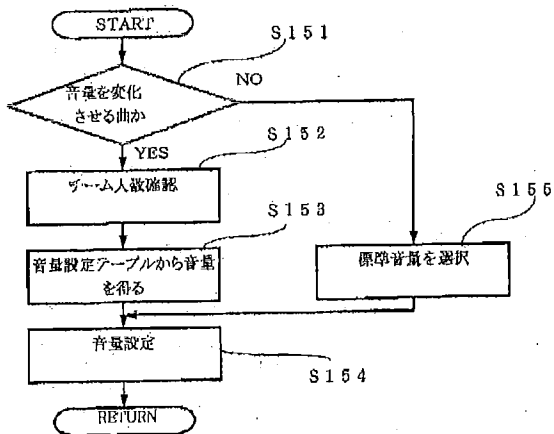 START
S151
音量を変化
させる曲か
NO
YES
S152
チーム人数確認
S153
音量設定テーブルから音量
を得る
S155
標準音量を選択
音量設定
S154
RETURN